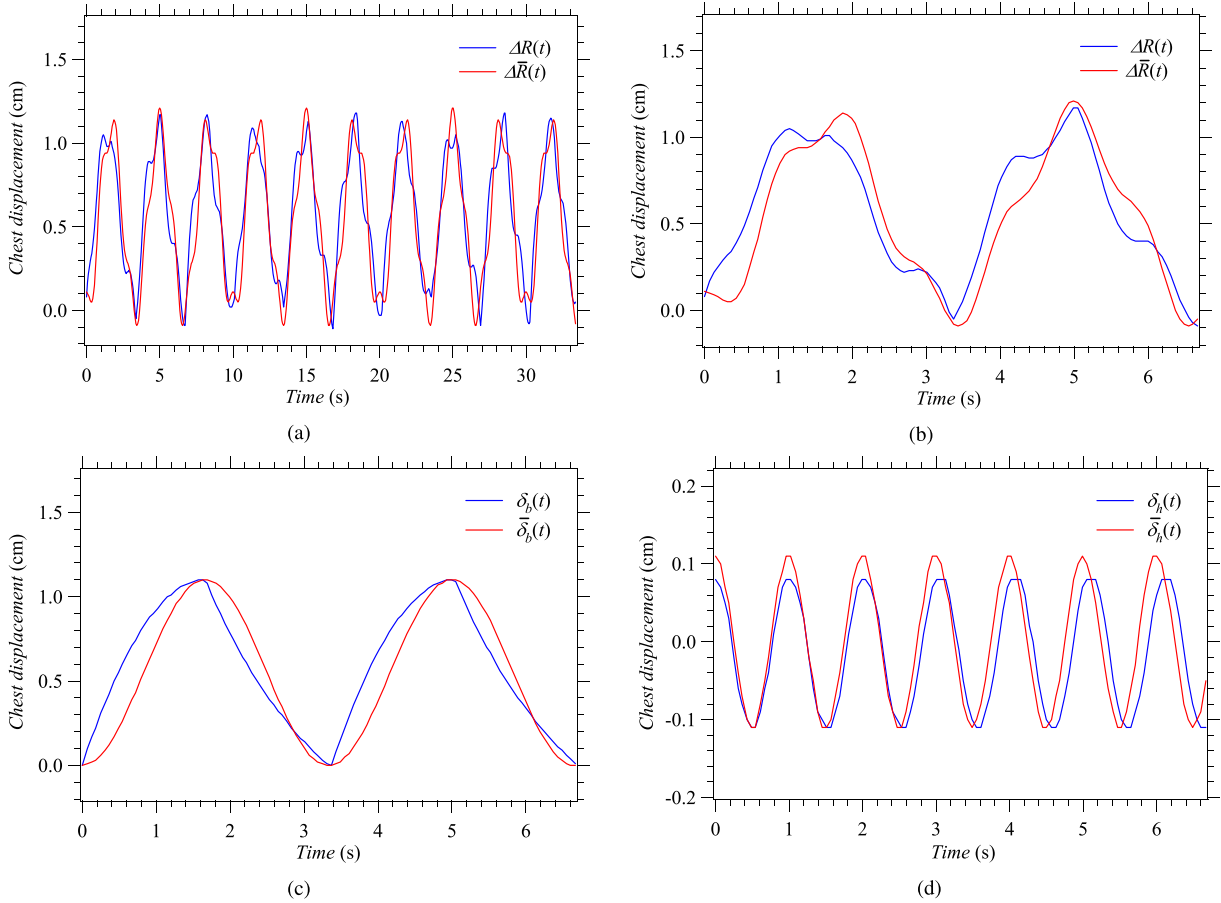 ΔR(t)
ΔR̄(t)
Chest displacement (cm)
1.5
1.0
0.5
0.0
0 5 10 15 20 25 30
Time (s)
(a)
ΔR(t)
ΔR̄(t)
Chest displacement (cm)
1.5
1.0
0.5
0.0
0 1 2 3 4 5 6
Time (s)
(b)
δb(t)
δ̄b(t)
Chest displacement (cm)
1.5
1.0
0.5
0.0
0 1 2 3 4 5 6
Time (s)
(c)
δh(t)
δ̄h(t)
Chest displacement (cm)
0.2
0.1
0.0
-0.1
-0.2
0 1 2 3 4 5 6
Time (s)
(d)